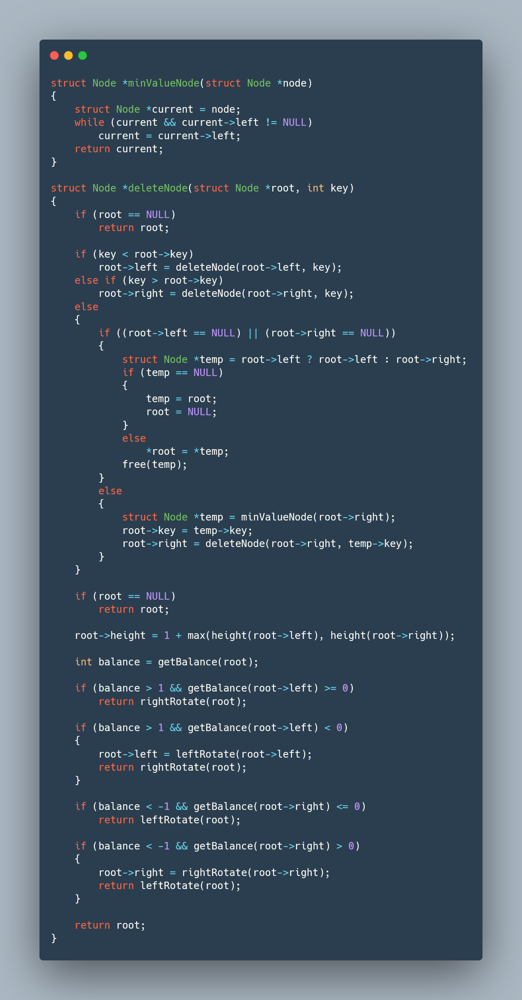 struct Node *minValueNode(struct Node *node)
{
    struct Node *current = node;
    while (current && current->left != NULL)
        current = current->left;
    return current;
}

struct Node *deleteNode(struct Node *root, int key)
{
    if (root == NULL)
        return root;

    if (key < root->key)
        root->left = deleteNode(root->left, key);
    else if (key > root->key)
        root->right = deleteNode(root->right, key);
    else
    {
        if ((root->left == NULL) || (root->right == NULL))
        {
            struct Node *temp = root->left ? root->left : root->right;
            if (temp == NULL)
            {
                temp = root;
                root = NULL;
            }
            else
                *root = *temp;
            free(temp);
        }
        else
        {
            struct Node *temp = minValueNode(root->right);
            root->key = temp->key;
            root->right = deleteNode(root->right, temp->key);
        }
    }

    if (root == NULL)
        return root;

    root->height = 1 + max(height(root->left), height(root->right));

    int balance = getBalance(root);

    if (balance > 1 && getBalance(root->left) >= 0)
        return rightRotate(root);

    if (balance > 1 && getBalance(root->left) < 0)
    {
        root->left = leftRotate(root->left);
        return rightRotate(root);
    }

    if (balance < -1 && getBalance(root->right) <= 0)
        return leftRotate(root);

    if (balance < -1 && getBalance(root->right) > 0)
    {
        root->right = rightRotate(root->right);
        return leftRotate(root);
    }

    return root;
}